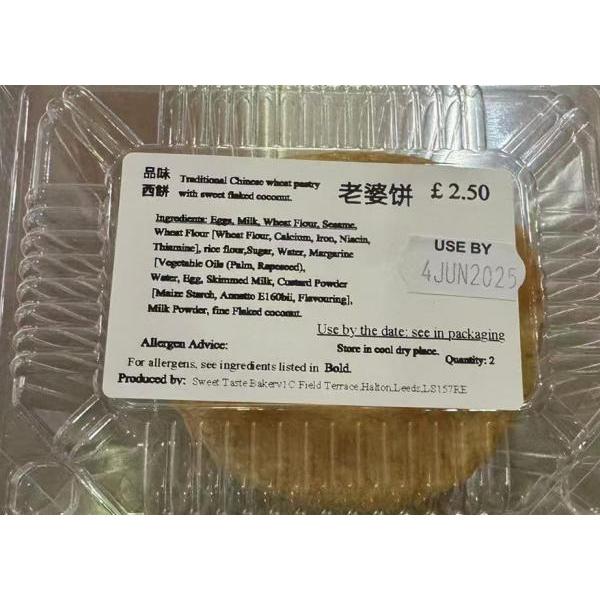 品味 Traditional Chinese wheat pastry
西餅 with sweet flaked coconut.
老婆饼 £ 2.50
Ingredients: Eggs, Milk, Wheat Flour, Sesame,
Wheat Flour [Wheat Flour, Calcium, Iron, Niacin,
Thiamine], rice flour,Sugar, Water, Margarine
[Vegetable Oils (Palm, Rapeseed),
Water, Egg, Skimmed Milk, Custard Powder
[Maize Starch, Annatto E160bii, Flavouring],
Milk Powder, fine Flaked coconut.
USE BY
4JUN2025
Use by the date: see in packaging
Allergen Advice:
Store in cool dry place.
Quantity: 2
For allergens, see ingredients listed in Bold.
Produced by: Sweet Taste Bakery1C Field Terrace,Halton,Leeds,LS157RE